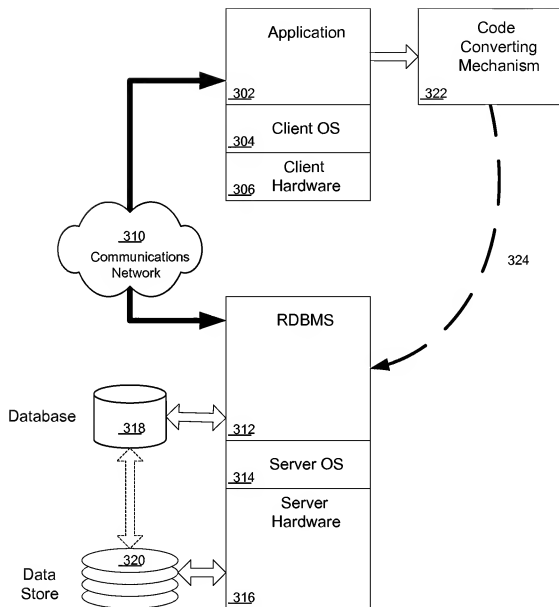 Application
302
Code
Converting
Mechanism
322
Client OS
304
Client
Hardware
306
310
Communications
Network
324
RDBMS
312
Database
318
Server OS
314
Server
Hardware
316
320
Data
Store